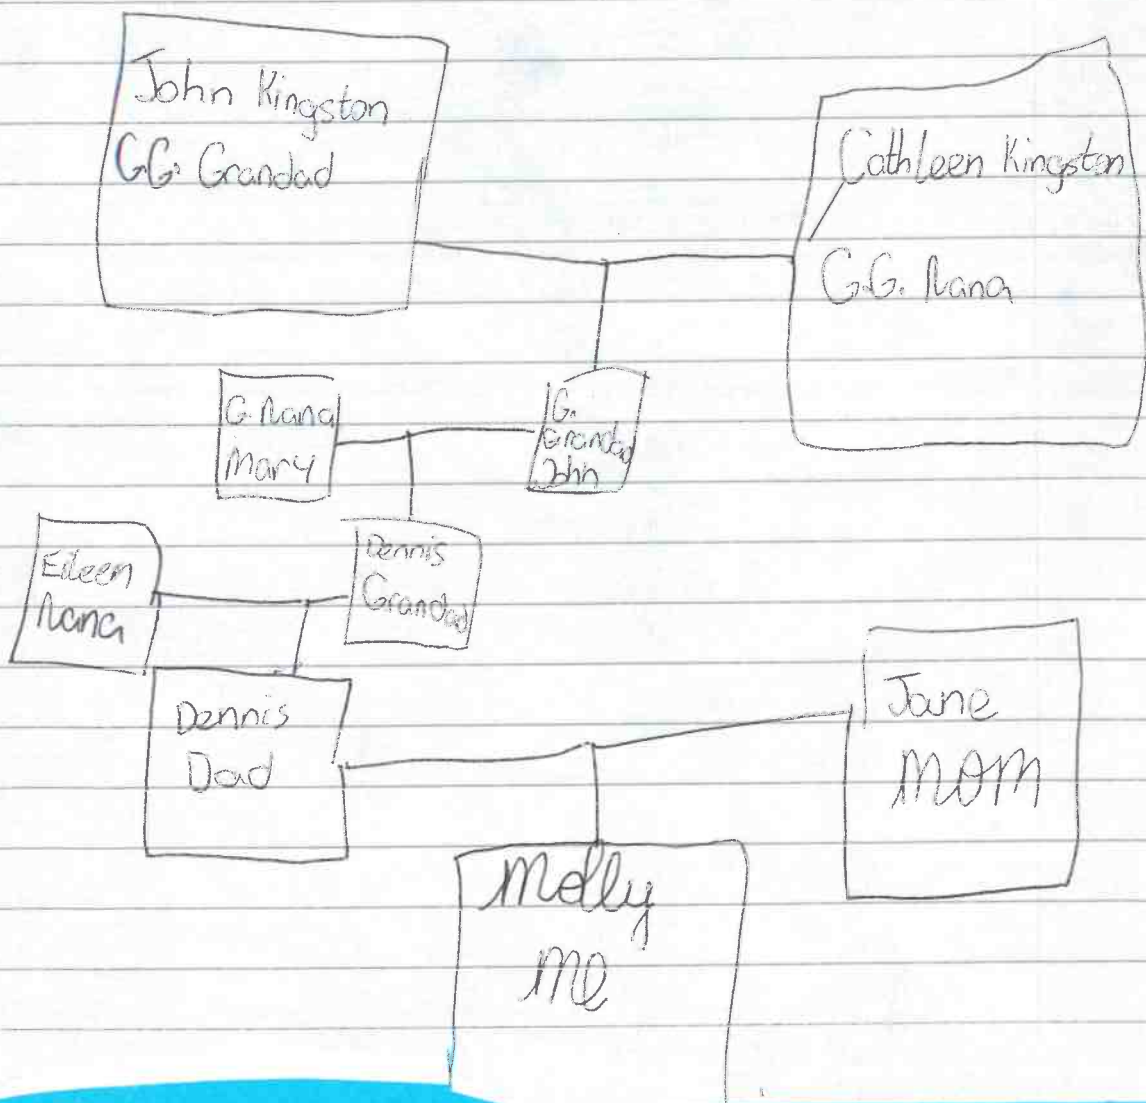 John Kingston
G.G. Grandad
Cathleen Kingston
G.G. Nana
G. Nana
Mary
G.
Grandad
John
Eileen
Nana
Dennis
Grandad
Dennis
Dad
Jane
MOM
Molly
Me